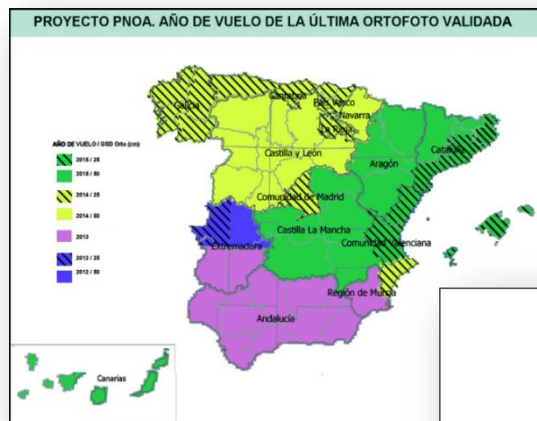 PROYECTO PNOA. AÑO DE VUELO DE LA ÚLTIMA ORTOFOTO VALIDADA
Galicia
Cantabria
País Vasco
Navarra
La Rioja
AÑO DE VUELO / GSD Orto (cm)
2015 / 25
2015 / 50
2014 / 25
2014 / 50
2013
2012 / 25
2012 / 50
Castilla y León
Cataluña
Aragón
Comunidad de Madrid
Castilla La Mancha
Comunidad Valenciana
Extremadura
Región de Murcia
Andalucía
Canarias